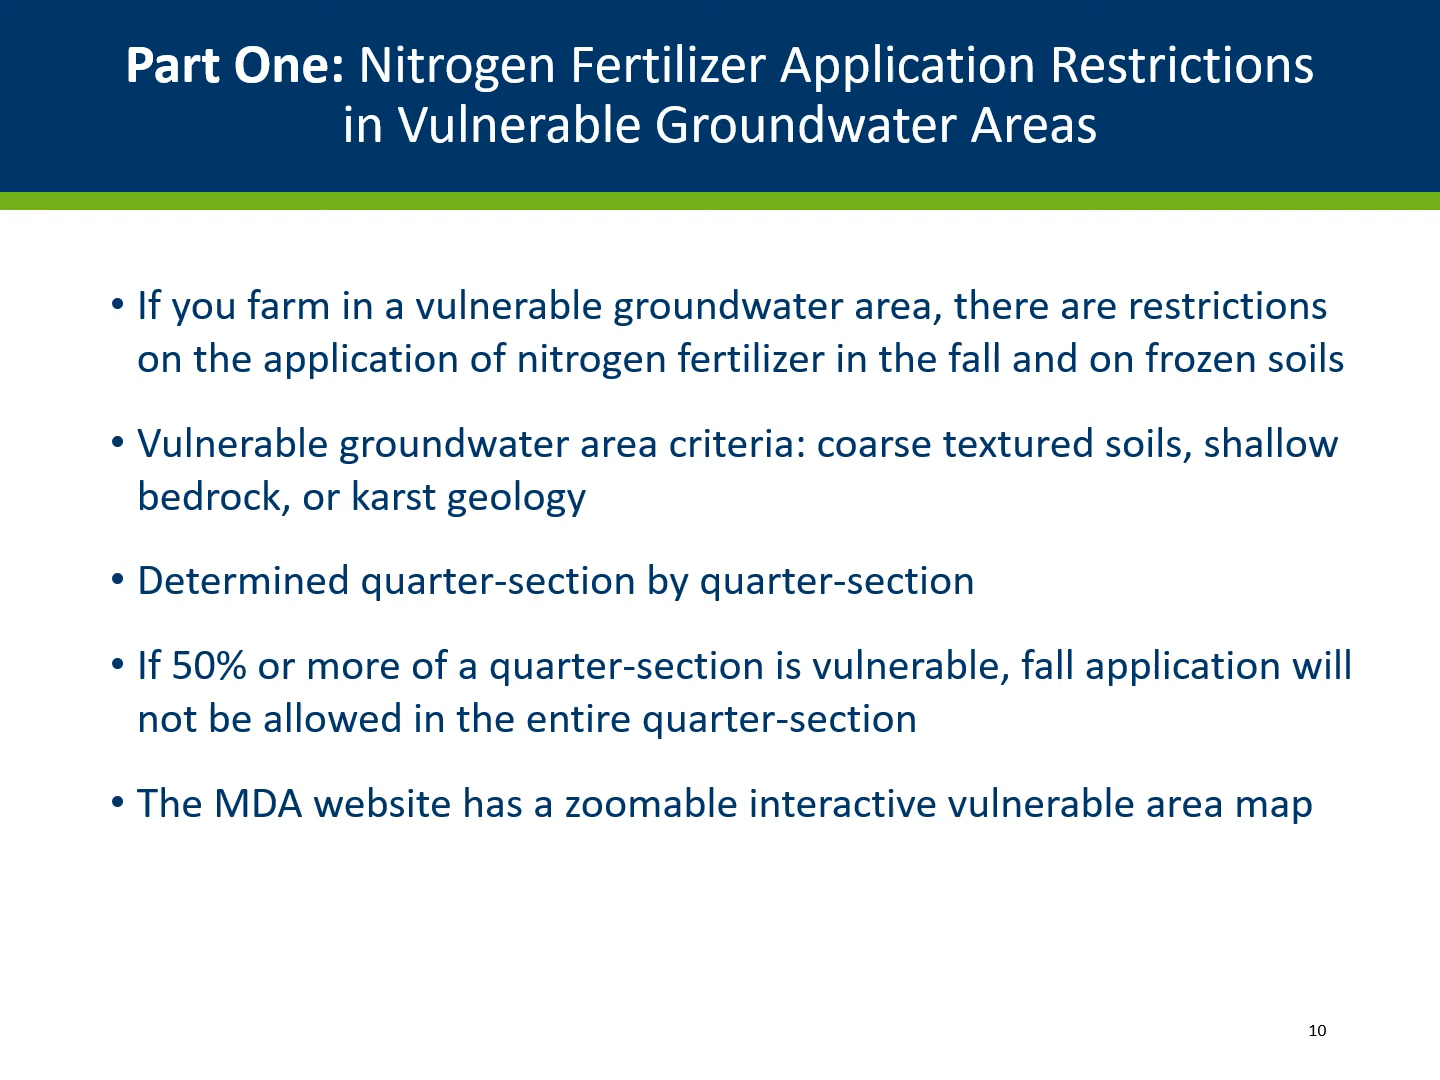 Part One: Nitrogen Fertilizer Application Restrictions
in Vulnerable Groundwater Areas
• If you farm in a vulnerable groundwater area, there are restrictions
on the application of nitrogen fertilizer in the fall and on frozen soils
• Vulnerable groundwater area criteria: coarse textured soils, shallow
bedrock, or karst geology
• Determined quarter-section by quarter-section
• If 50% or more of a quarter-section is vulnerable, fall application will
not be allowed in the entire quarter-section
• The MDA website has a zoomable interactive vulnerable area map
10